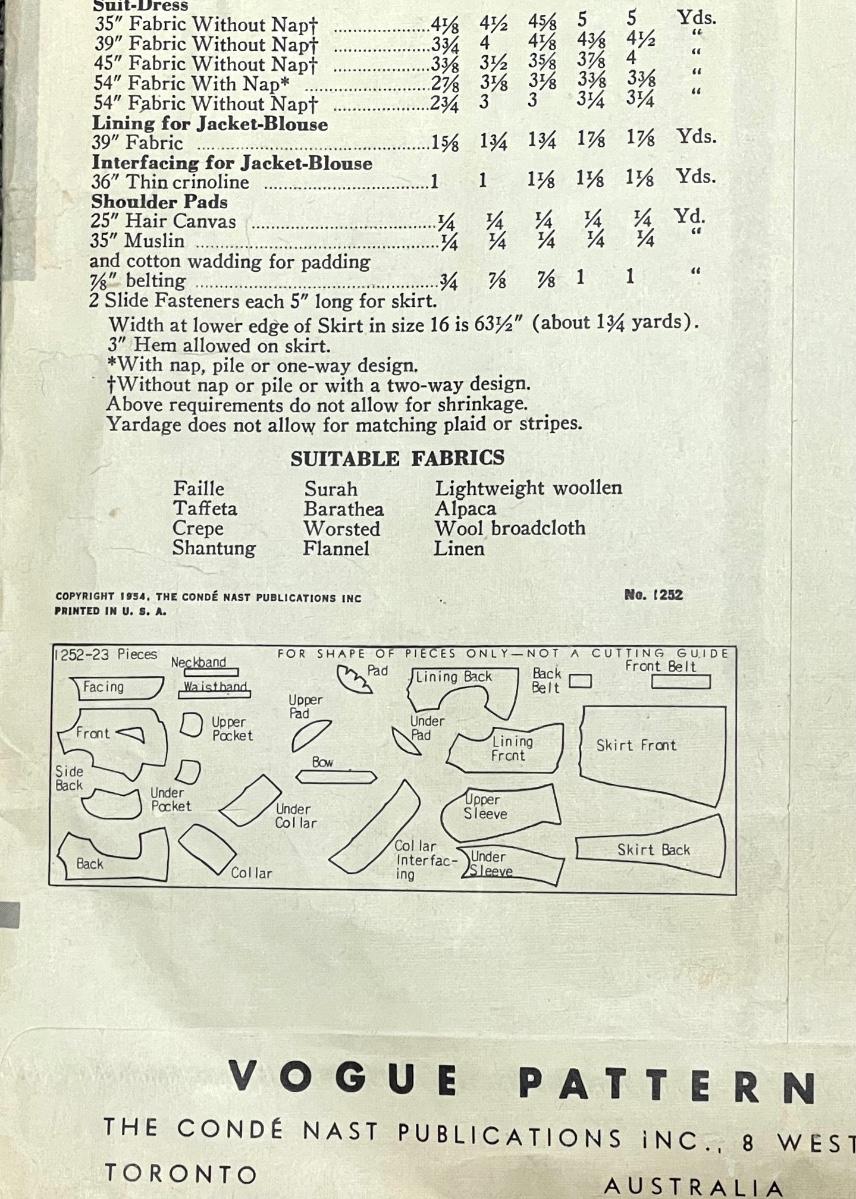 Suit-Dress
35″ Fabric Without Nap† ................4⅛ 4½ 4⅝ 5 5 Yds.
39″ Fabric Without Nap† ................3¾ 4 4⅛ 4⅜ 4½ “
45″ Fabric Without Nap† ................3⅜ 3½ 3⅝ 3⅞ 4 “
54″ Fabric With Nap* ....................2⅞ 3⅛ 3⅛ 3⅜ 3⅜ “
54″ Fabric Without Nap† ................2¾ 3 3 3¼ 3¼ “
Lining for Jacket-Blouse
39″ Fabric ........................................1⅝ 1¾ 1¾ 1⅞ 1⅞ Yds.
Interfacing for Jacket-Blouse
36″ Thin crinoline ............................1 1 1⅛ 1⅛ 1⅛ Yds.
Shoulder Pads
25″ Hair Canvas ................................¼ ¼ ¼ ¼ ¼ Yd.
35″ Muslin ..........................................¼ ¼ ¼ ¼ ¼ “
and cotton wadding for padding
⅞″ belting ..........................................¾ ⅞ ⅞ 1 1 “
2 Slide Fasteners each 5″ long for skirt.
Width at lower edge of Skirt in size 16 is 63½″ (about 1¾ yards).
3″ Hem allowed on skirt.
*With nap, pile or one-way design.
†Without nap or pile or with a two-way design.
Above requirements do not allow for shrinkage.
Yardage does not allow for matching plaid or stripes.
SUITABLE FABRICS
Faille Surah Lightweight woollen
Taffeta Barathea Alpaca
Crepe Worsted Wool broadcloth
Shantung Flannel Linen
COPYRIGHT 1954, THE CONDÉ NAST PUBLICATIONS INC No. 1252
PRINTED IN U. S. A.
1252-23 Pieces FOR SHAPE OF PIECES ONLY—NOT A CUTTING GUIDE
Neckband
Pad
Lining Back
Back
Belt
Front Belt
Facing
Waistband
Upper
Pad
Front
Upper
Pocket
Under
Pad
Lining
Front
Skirt Front
Side
Back
Bow
Under
Pocket
Under
Collar
Upper
Sleeve
Back
Collar
Collar
Interfac-
ing
Under
Sleeve
Skirt Back
VOGUE PATTERN
THE CONDÉ NAST PUBLICATIONS INC., 8 WEST
TORONTO AUSTRALIA